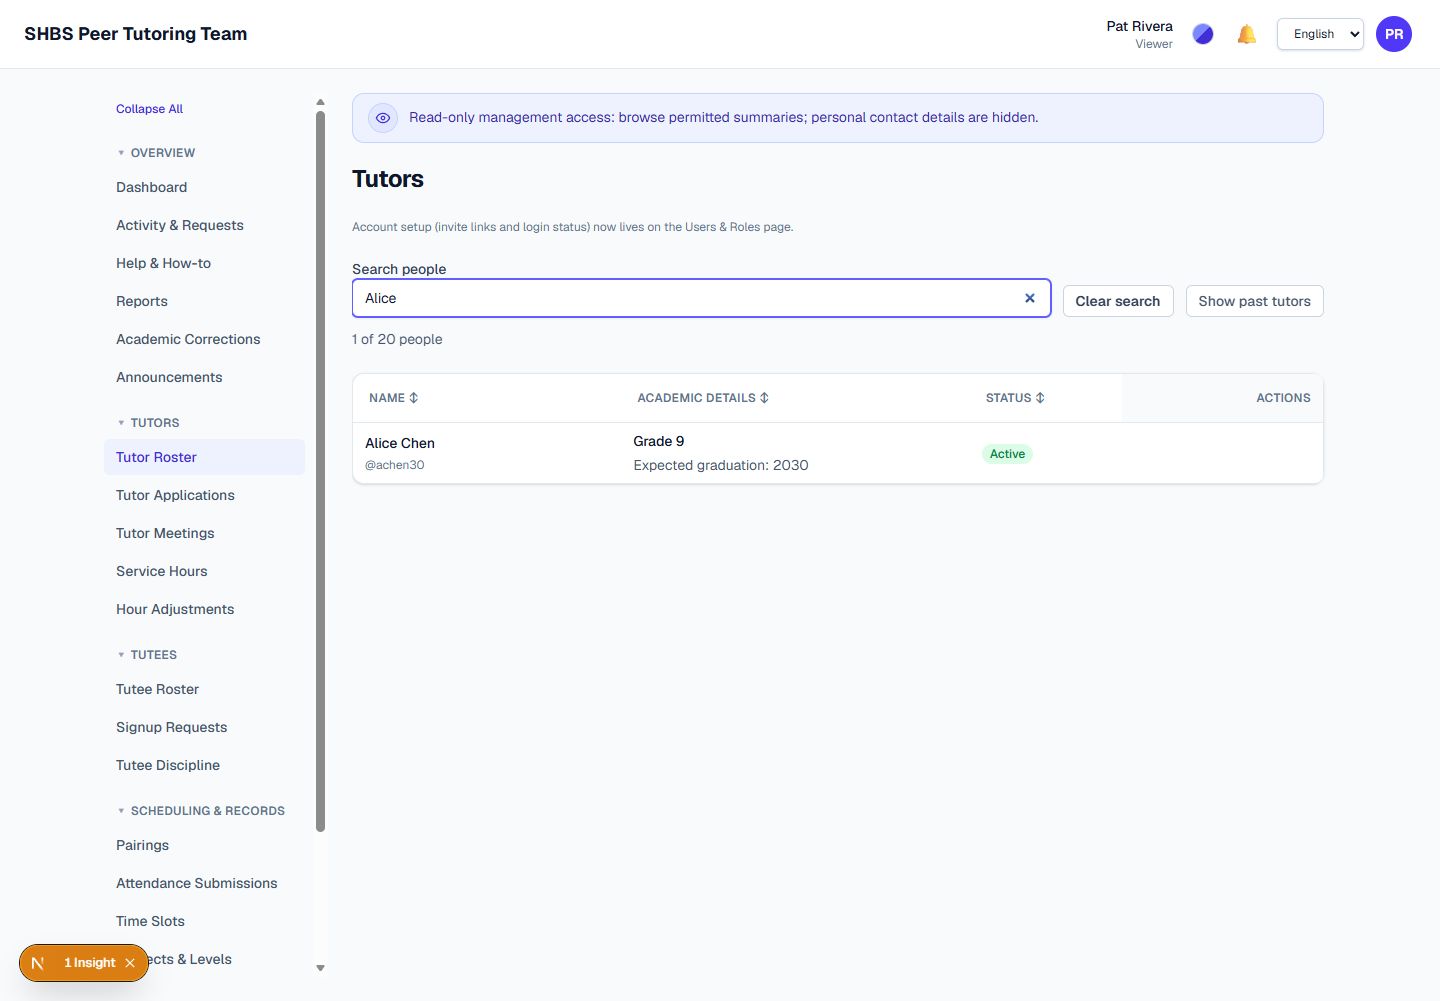 SHBS Peer Tutoring Team
Pat Rivera
Viewer
English
PR
Collapse All
OVERVIEW
Dashboard
Activity & Requests
Help & How-to
Reports
Academic Corrections
Announcements
TUTORS
Tutor Roster
Tutor Applications
Tutor Meetings
Service Hours
Hour Adjustments
TUTEES
Tutee Roster
Signup Requests
Tutee Discipline
SCHEDULING & RECORDS
Pairings
Attendance Submissions
Time Slots
ects & Levels
N 1 Insight
Read-only management access: browse permitted summaries; personal contact details are hidden.
Tutors
Account setup (invite links and login status) now lives on the Users & Roles page.
Search people
Alice
Clear search
Show past tutors
1 of 20 people
NAME ACADEMIC DETAILS STATUS ACTIONS
Alice Chen
@achen30
Grade 9
Expected graduation: 2030
Active